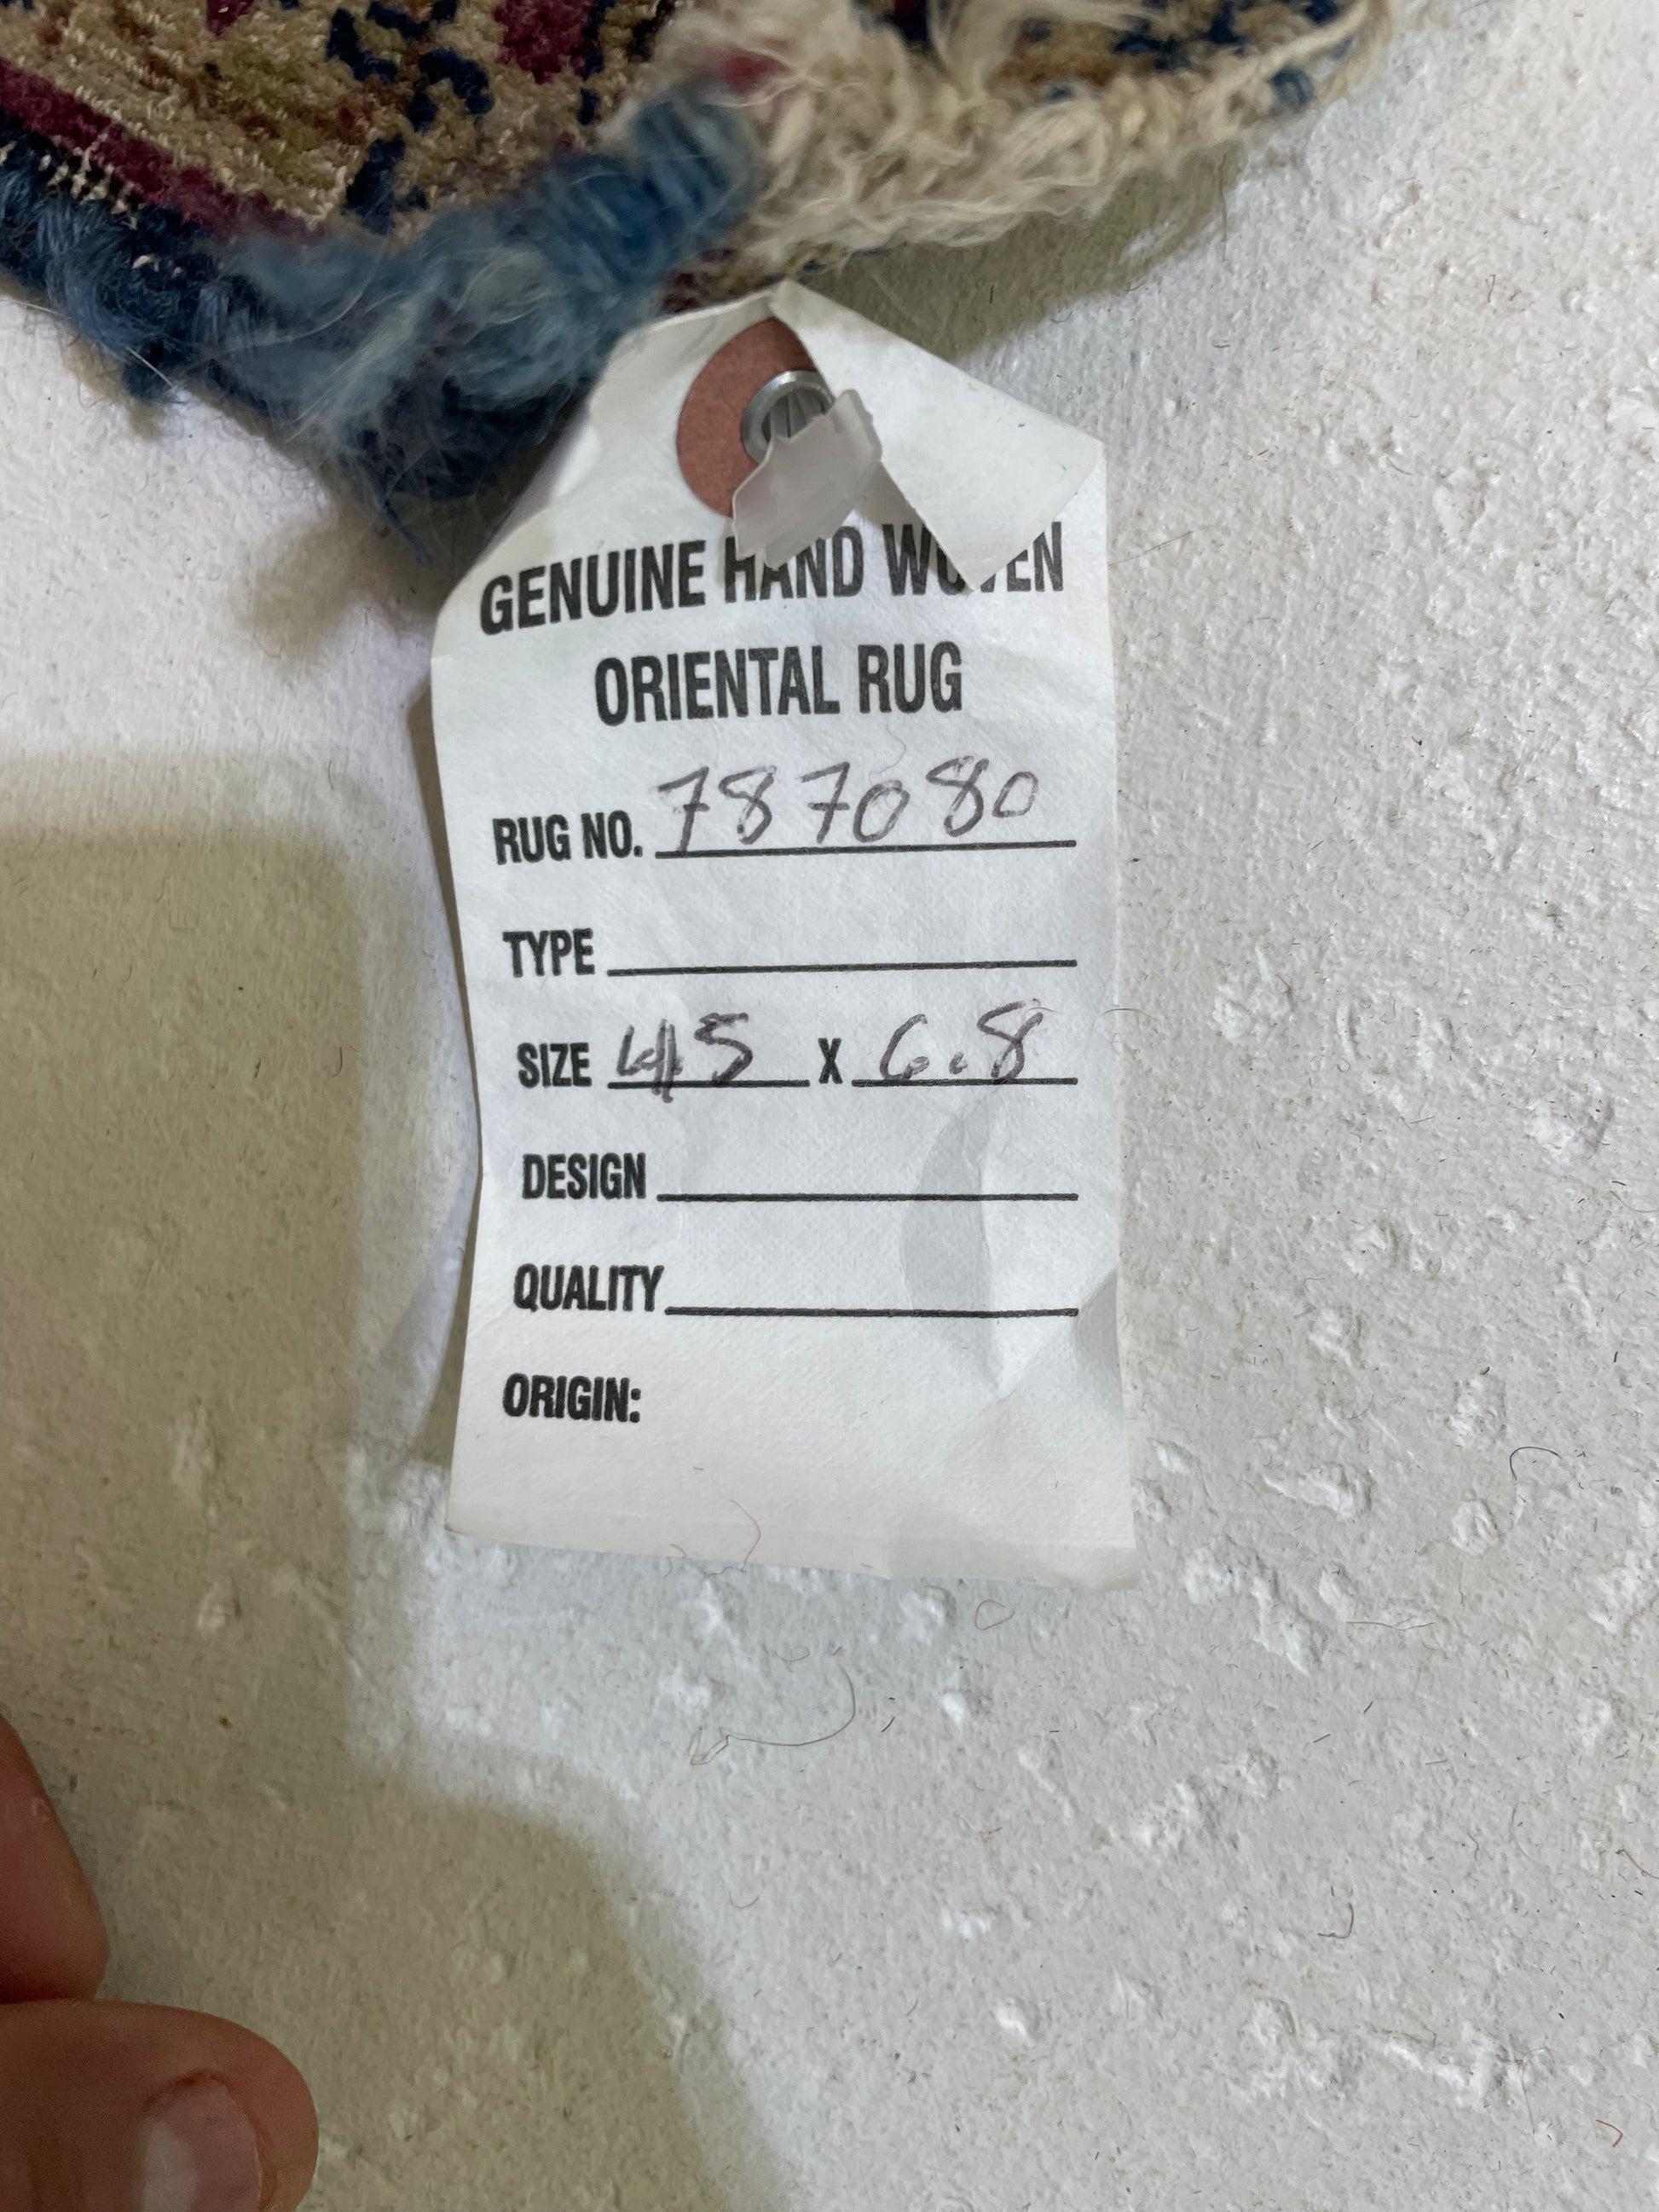 GENUINE HAND WOVEN
ORIENTAL RUG
RUG NO. 787080
TYPE
SIZE 4.5 X 6.8
DESIGN
QUALITY
ORIGIN: